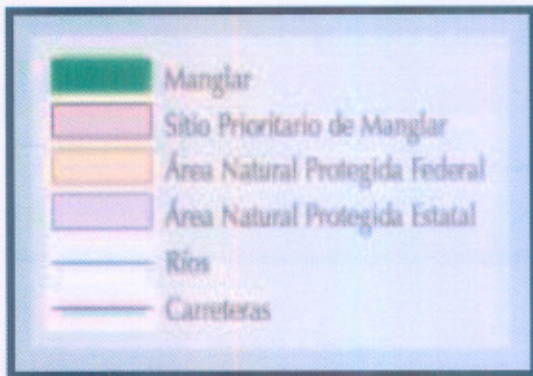 Manglar
Sitio Prioritario de Manglar
Área Natural Protegida Federal
Área Natural Protegida Estatal
Ríos
Carreteras